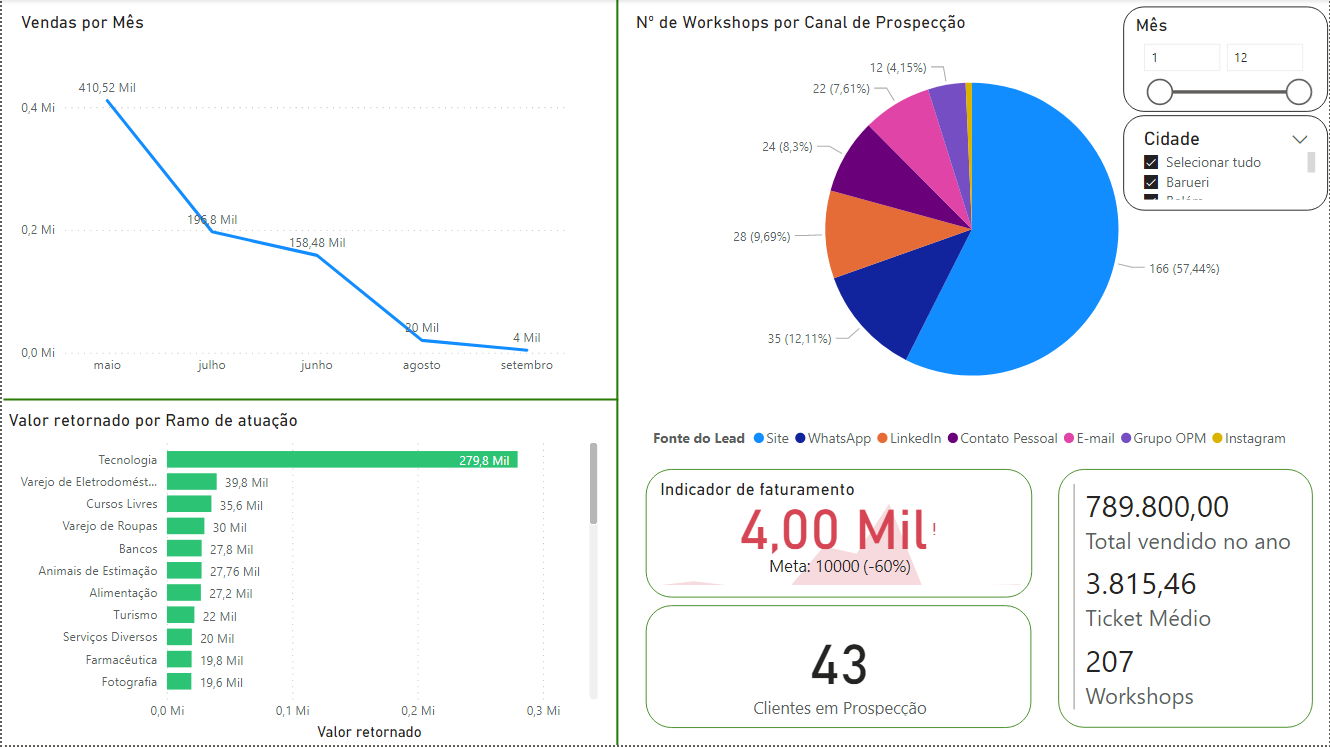 Vendas por Mês
410,52 Mil
196,8 Mil
158,48 Mil
20 Mil
4 Mil
0,4 Mi
0,2 Mi
0,0 Mi
maio julho junho agosto setembro
Valor retornado por Ramo de atuação
Tecnologia 279,8 Mil
Varejo de Eletrodomést... 39,8 Mil
Cursos Livres 35,6 Mil
Varejo de Roupas 30 Mil
Bancos 27,8 Mil
Animais de Estimação 27,76 Mil
Alimentação 27,2 Mil
Turismo 22 Mil
Serviços Diversos 20 Mil
Farmacêutica 19,8 Mil
Fotografia 19,6 Mil
0,0 Mi 0,1 Mi 0,2 Mi 0,3 Mi
Valor retornado
Nº de Workshops por Canal de Prospecção
12 (4,15%)
22 (7,61%)
24 (8,3%)
28 (9,69%)
35 (12,11%)
166 (57,44%)
Fonte do Lead Site WhatsApp LinkedIn Contato Pessoal E-mail Grupo OPM Instagram
Mês
1 12
Cidade
Selecionar tudo
Barueri
Indicador de faturamento
4,00 Mil !
Meta: 10000 (-60%)
43
Clientes em Prospecção
789.800,00
Total vendido no ano
3.815,46
Ticket Médio
207
Workshops